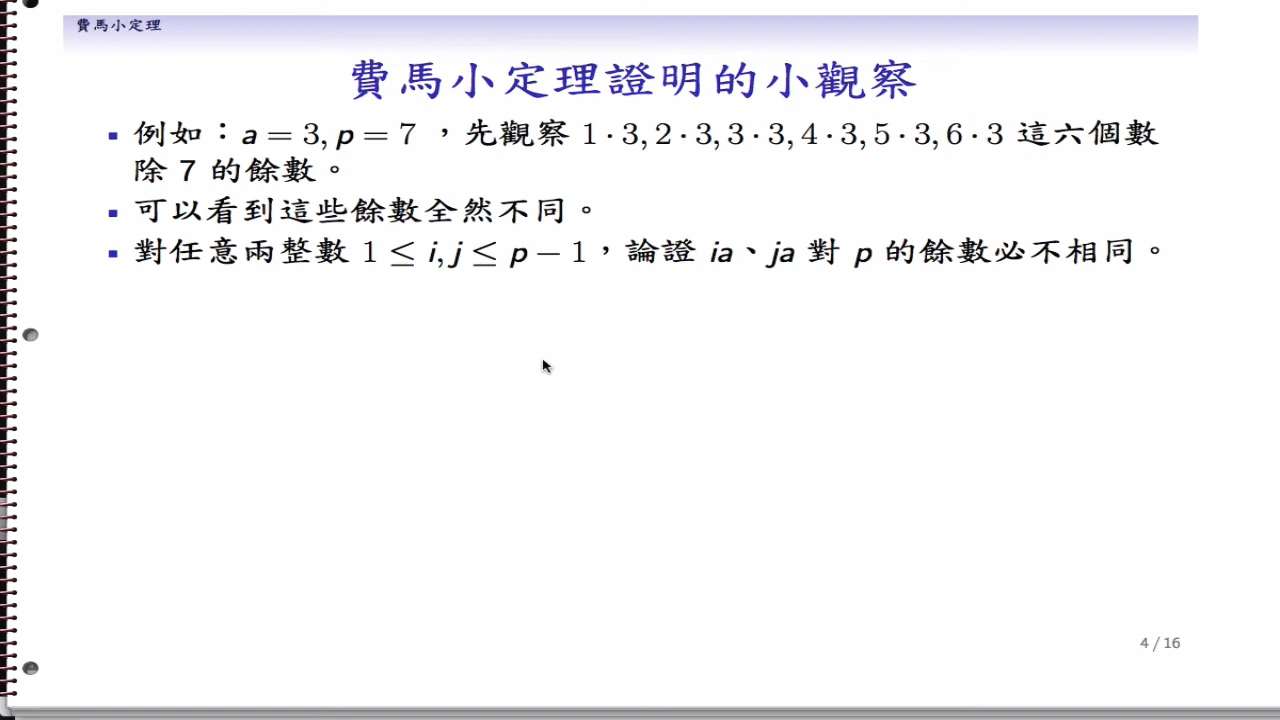 費馬小定理
費馬小定理證明的小觀察
例如：a = 3, p = 7 ，先觀察 1 · 3, 2 · 3, 3 · 3, 4 · 3, 5 · 3, 6 · 3 這六個數
除 7 的餘數。
可以看到這些餘數全然不同。
對任意兩整數 1 ≤ i, j ≤ p − 1，論證 ia、ja 對 p 的餘數必不相同。
4 / 16